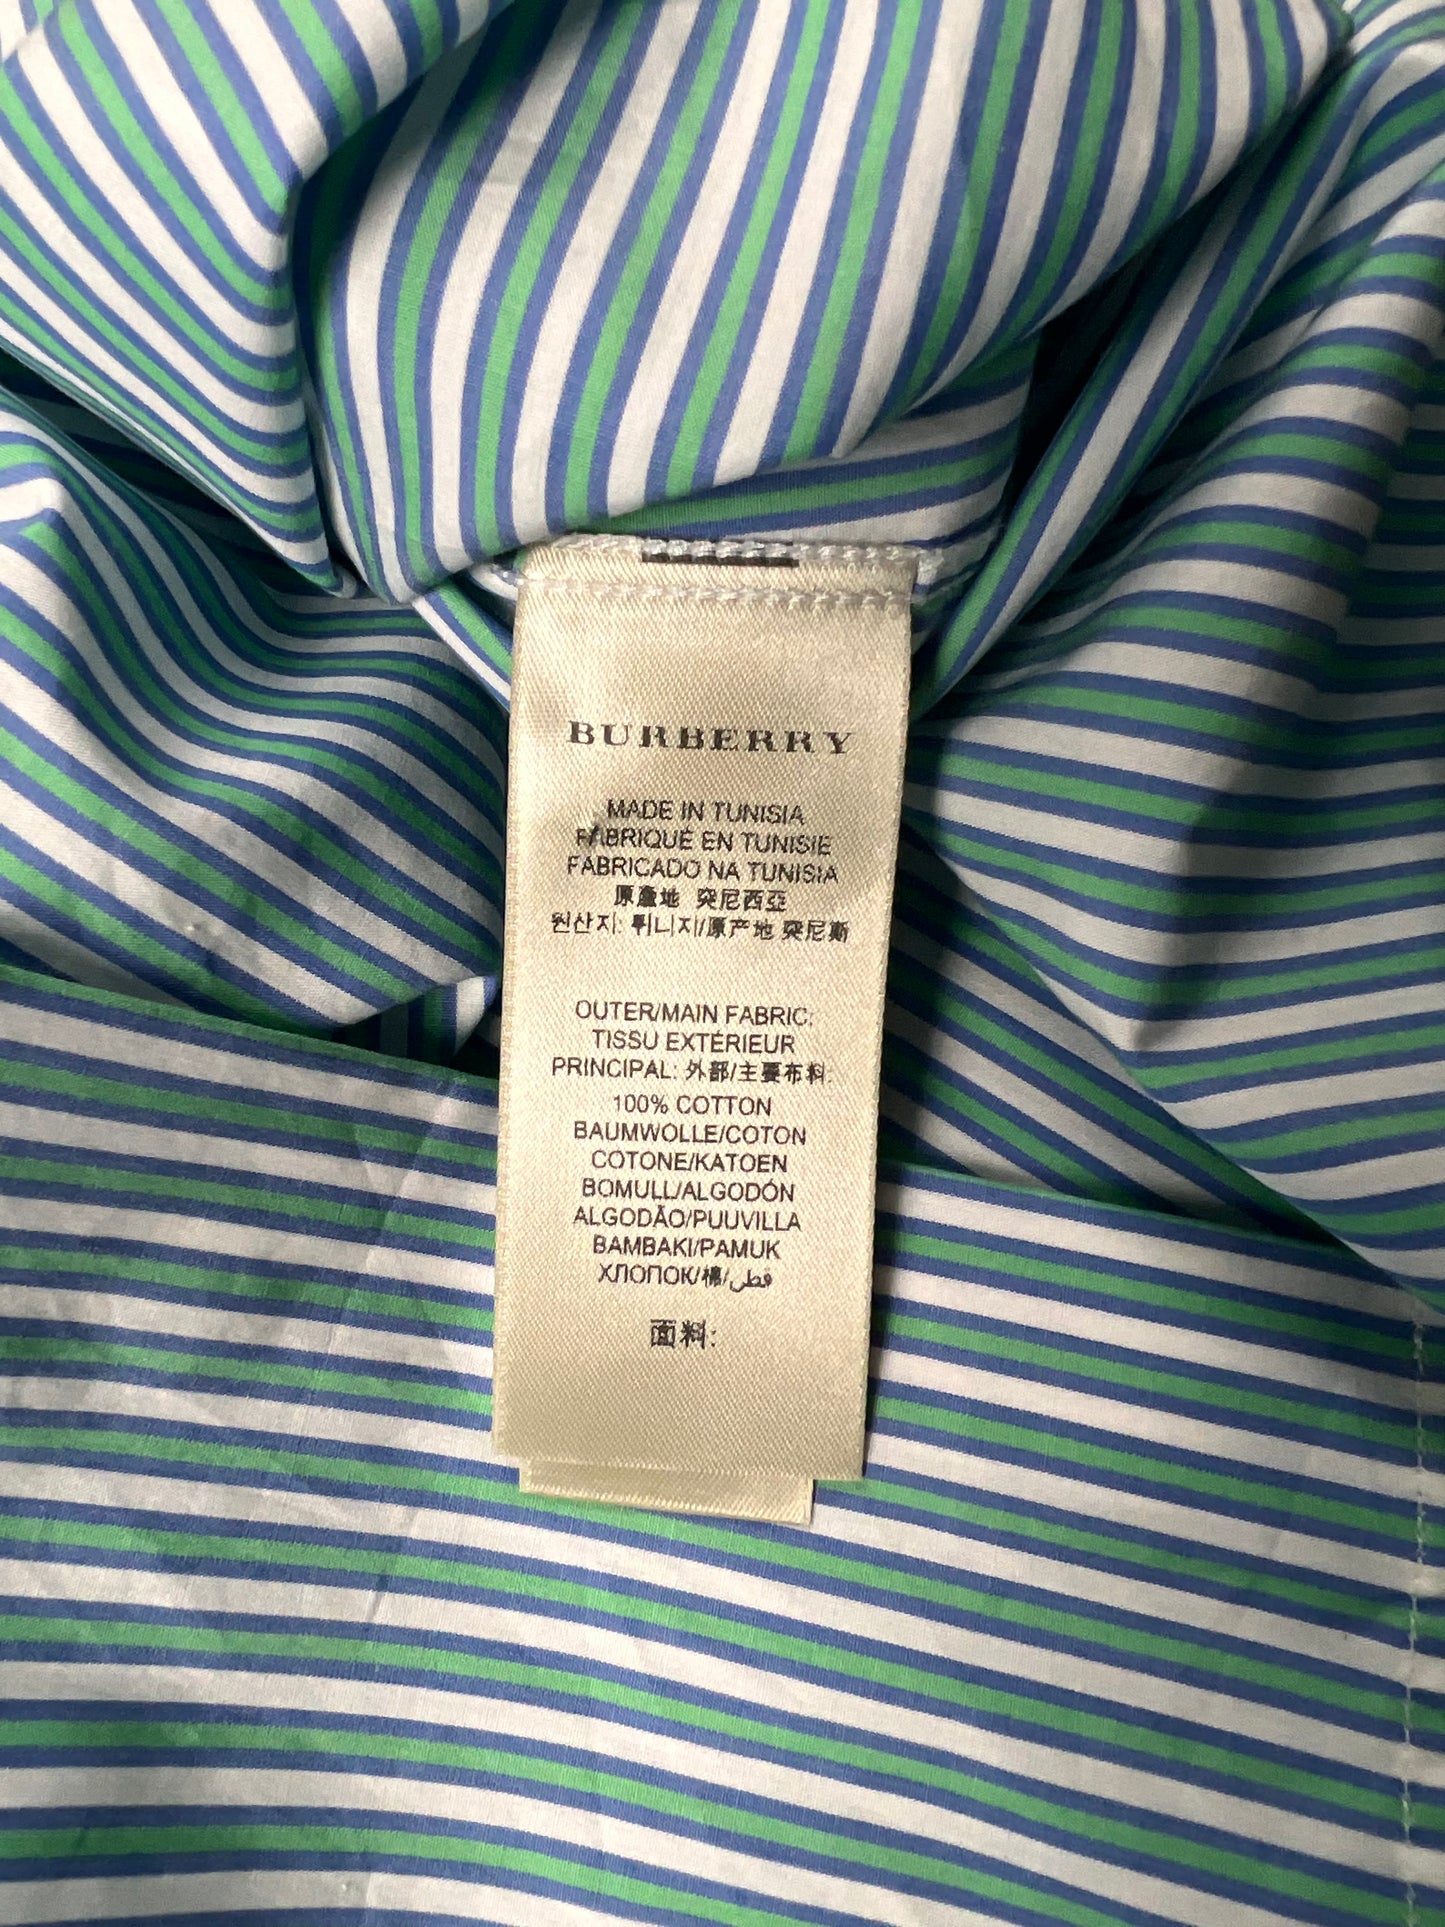 BURBERRY
MADE IN TUNISIA
FABRIQUÉ EN TUNISIE
FABRICADO NA TUNISIA
原產地 突尼西亞
원산지: 튀니지/原产地 突尼斯
OUTER/MAIN FABRIC:
TISSU EXTÉRIEUR
PRINCIPAL: 外部/主要布料:
100% COTTON
BAUMWOLLE/COTON
COTONE/KATOEN
BOMULL/ALGODÓN
ALGODÃO/PUUVILLA
BAMBAKI/PAMUK
ХЛОПОК/棉/قطن
面料: